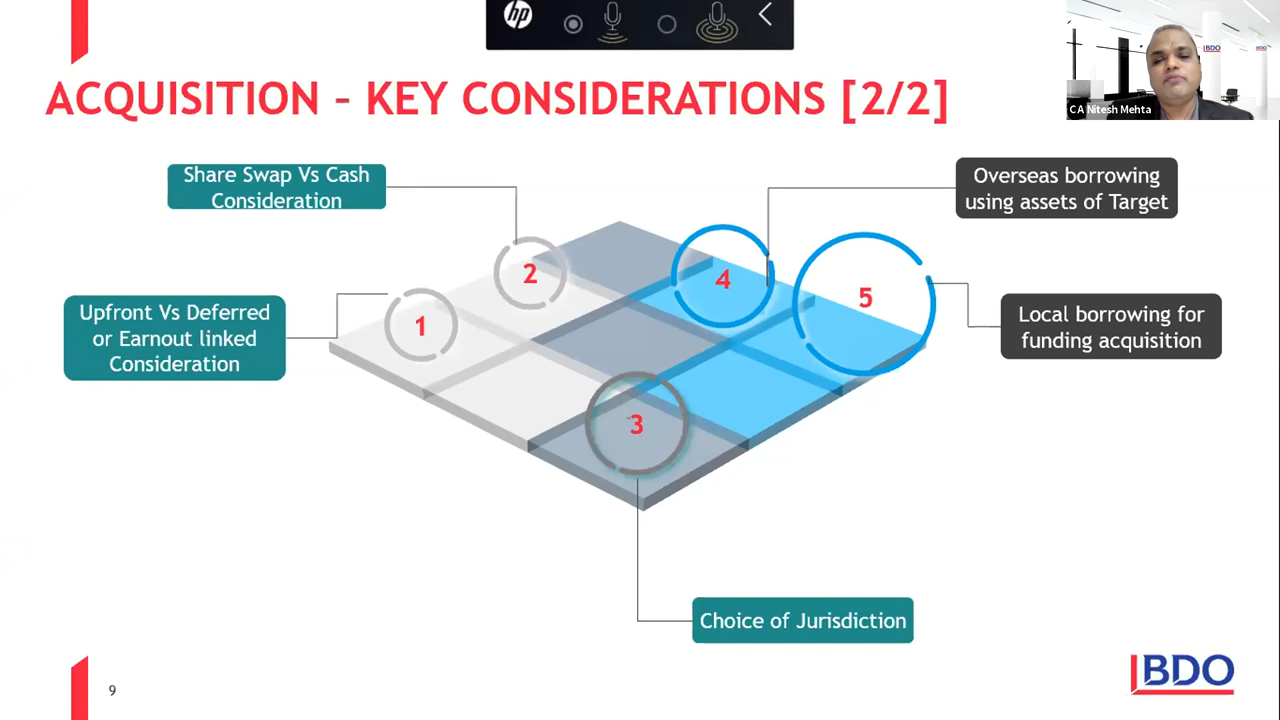 hp
ACQUISITION – KEY CONSIDERATIONS [2/2]
BDO
CA Nitesh Mehta
Share Swap Vs Cash
Consideration
Overseas borrowing
using assets of Target
2
4
5
Upfront Vs Deferred
or Earnout linked
Consideration
1
Local borrowing for
funding acquisition
3
Choice of Jurisdiction
9
BDO